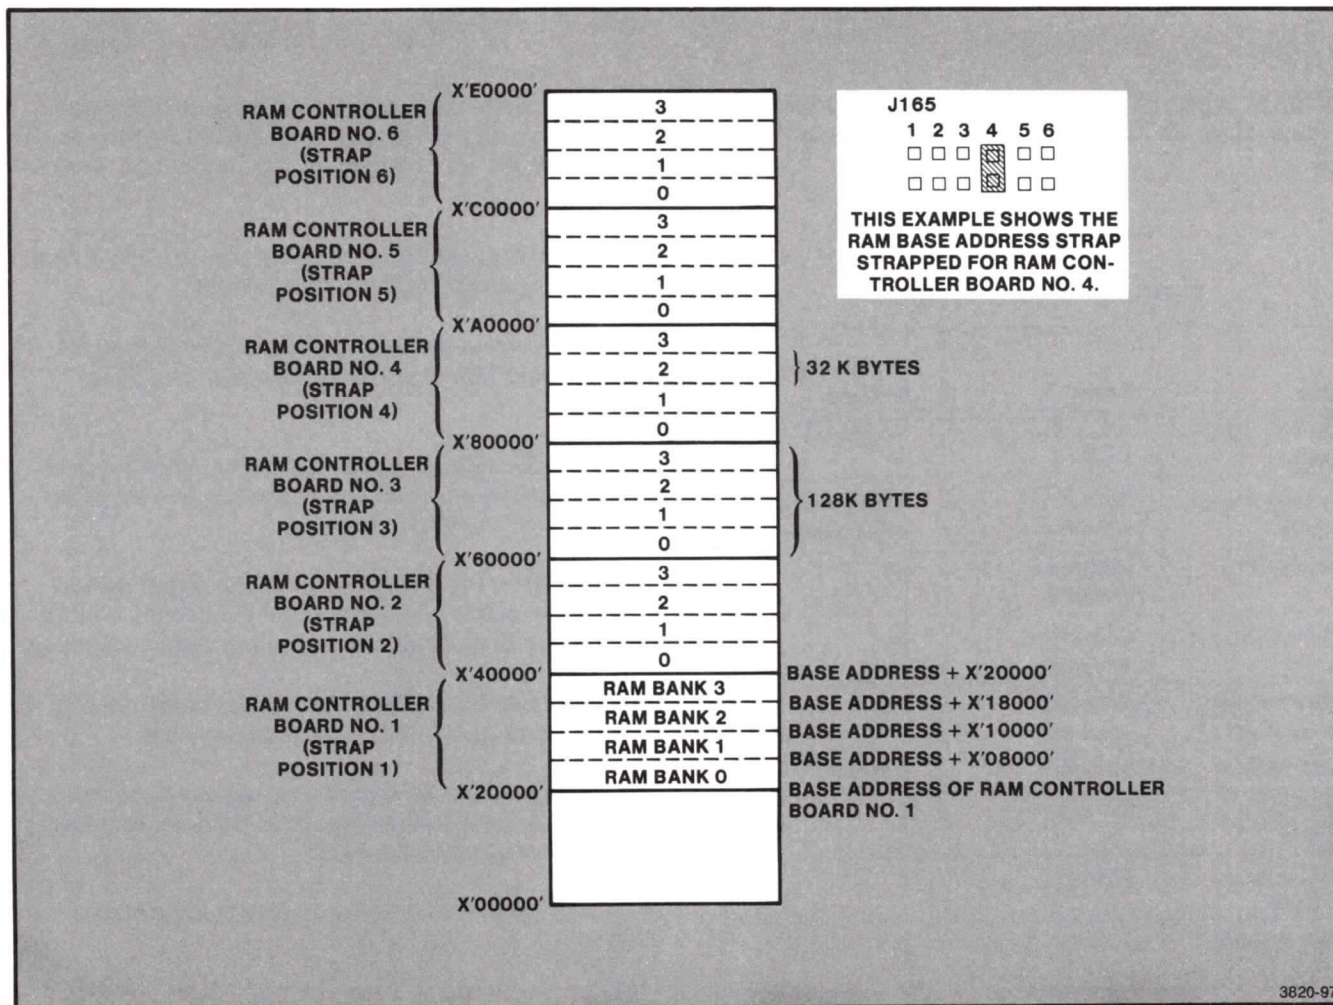 X'E0000'
RAM CONTROLLER
BOARD NO. 6
(STRAP
POSITION 6)
3
2
1
0
X'C0000'
RAM CONTROLLER
BOARD NO. 5
(STRAP
POSITION 5)
3
2
1
0
X'A0000'
RAM CONTROLLER
BOARD NO. 4
(STRAP
POSITION 4)
3
2
1
0
32 K BYTES
X'80000'
RAM CONTROLLER
BOARD NO. 3
(STRAP
POSITION 3)
3
2
1
0
128K BYTES
X'60000'
RAM CONTROLLER
BOARD NO. 2
(STRAP
POSITION 2)
3
2
1
0
X'40000'
BASE ADDRESS + X'20000'
RAM CONTROLLER
BOARD NO. 1
(STRAP
POSITION 1)
RAM BANK 3
BASE ADDRESS + X'18000'
RAM BANK 2
BASE ADDRESS + X'10000'
RAM BANK 1
BASE ADDRESS + X'08000'
RAM BANK 0
X'20000'
BASE ADDRESS OF RAM CONTROLLER
BOARD NO. 1
X'00000'
J165
1 2 3 4 5 6
THIS EXAMPLE SHOWS THE
RAM BASE ADDRESS STRAP
STRAPPED FOR RAM CON-
TROLLER BOARD NO. 4.
3820-97